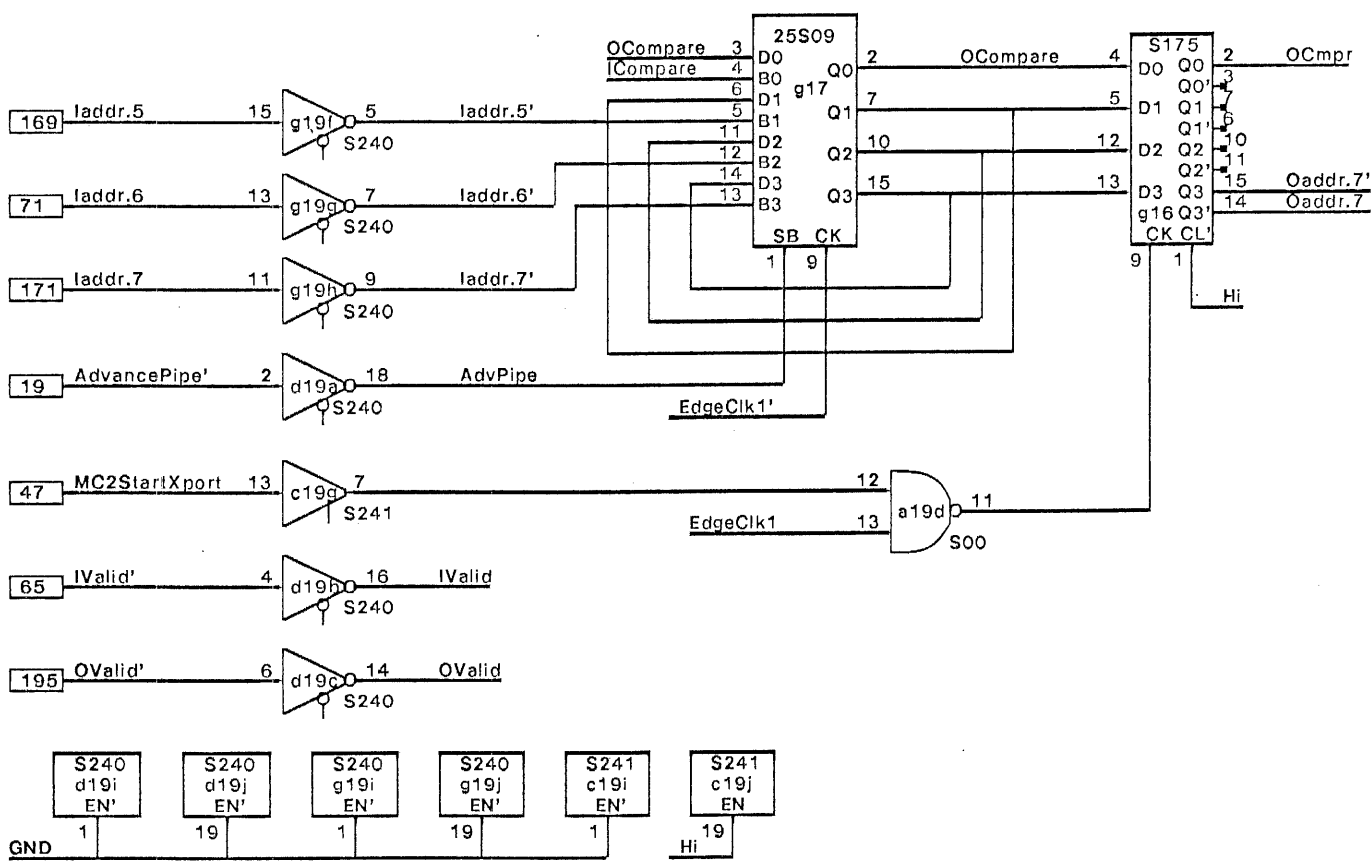 25S09
g17
OCompare 3 D0
ICompare 4 B0
6 D1
5 B1
11 D2
12 B2
14 D3
13 B3
Q0 2 OCompare
Q1 7
Q2 10
Q3 15
SB CK
1 9
S175
4 D0 Q0 2 OCmpr
Q0' 3
5 D1 Q1 7
Q1' 6
12 D2 Q2 10
Q2' 11
13 D3 Q3 15 Oaddr.7'
g16 Q3' 14 Oaddr.7
CK CL'
9 1
Hi
169 Iaddr.5 15 g19f 5 Iaddr.5'
S240
71 Iaddr.6 13 g19g 7 Iaddr.6'
S240
171 Iaddr.7 11 g19h 9 Iaddr.7'
S240
19 AdvancePipe' 2 d19a 18 AdvPipe
S240
EdgeClk1'
47 MC2StartXport 13 c19g 7
S241
12
EdgeClk1 13 a19d 11
S00
65 IValid' 4 d19b 16 IValid
S240
195 OValid' 6 d19c 14 OValid
S240
S240 d19i EN' 1
S240 d19j EN' 19
S240 g19i EN' 1
S240 g19j EN' 19
S241 c19i EN' 1
S241 c19j EN 19
GND
Hi